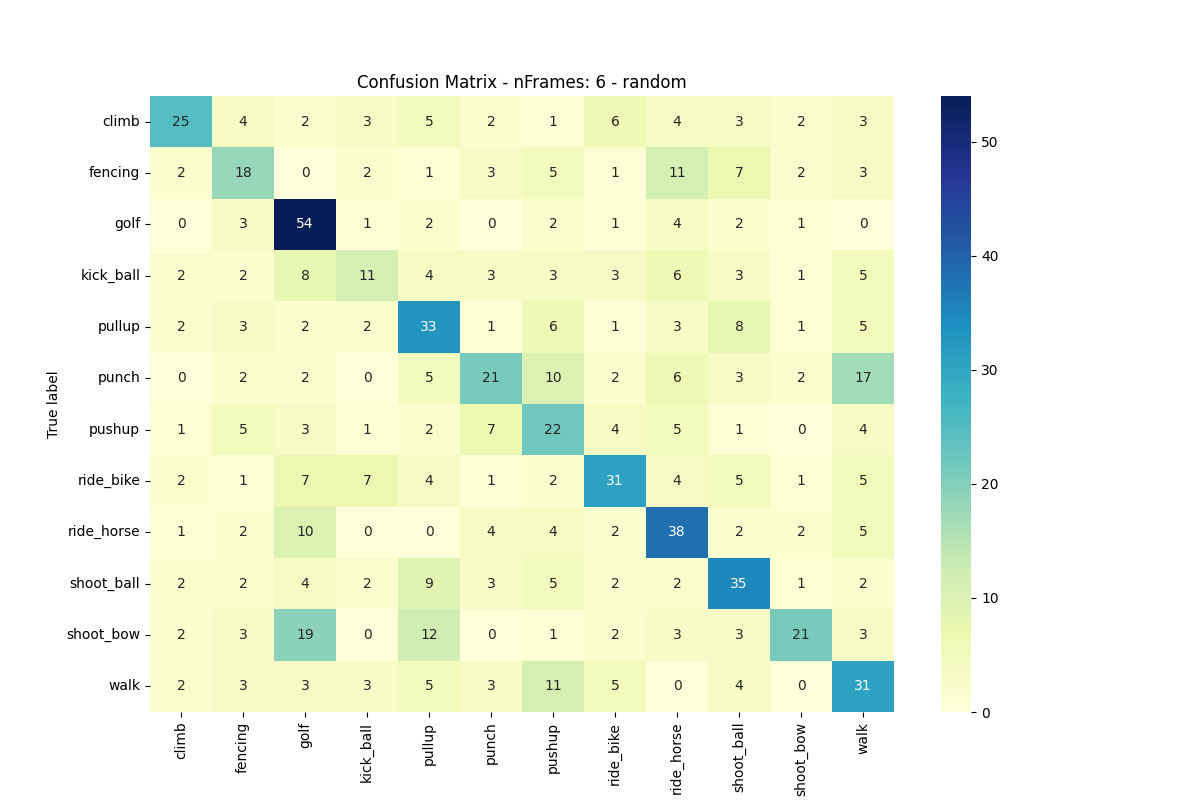 Confusion Matrix - nFrames: 6 - random
True label
climb 25 4 2 3 5 2 1 6 4 3 2 3
fencing 2 18 0 2 1 3 5 1 11 7 2 3
golf 0 3 54 1 2 0 2 1 4 2 1 0
kick_ball 2 2 8 11 4 3 3 3 6 3 1 5
pullup 2 3 2 2 33 1 6 1 3 8 1 5
punch 0 2 2 0 5 21 10 2 6 3 2 17
pushup 1 5 3 1 2 7 22 4 5 1 0 4
ride_bike 2 1 7 7 4 1 2 31 4 5 1 5
ride_horse 1 2 10 0 0 4 4 2 38 2 2 5
shoot_ball 2 2 4 2 9 3 5 2 2 35 1 2
shoot_bow 2 3 19 0 12 0 1 2 3 3 21 3
walk 2 3 3 3 5 3 11 5 0 4 0 31
climb fencing golf kick_ball pullup punch pushup ride_bike ride_horse shoot_ball shoot_bow walk
50
40
30
20
10
0